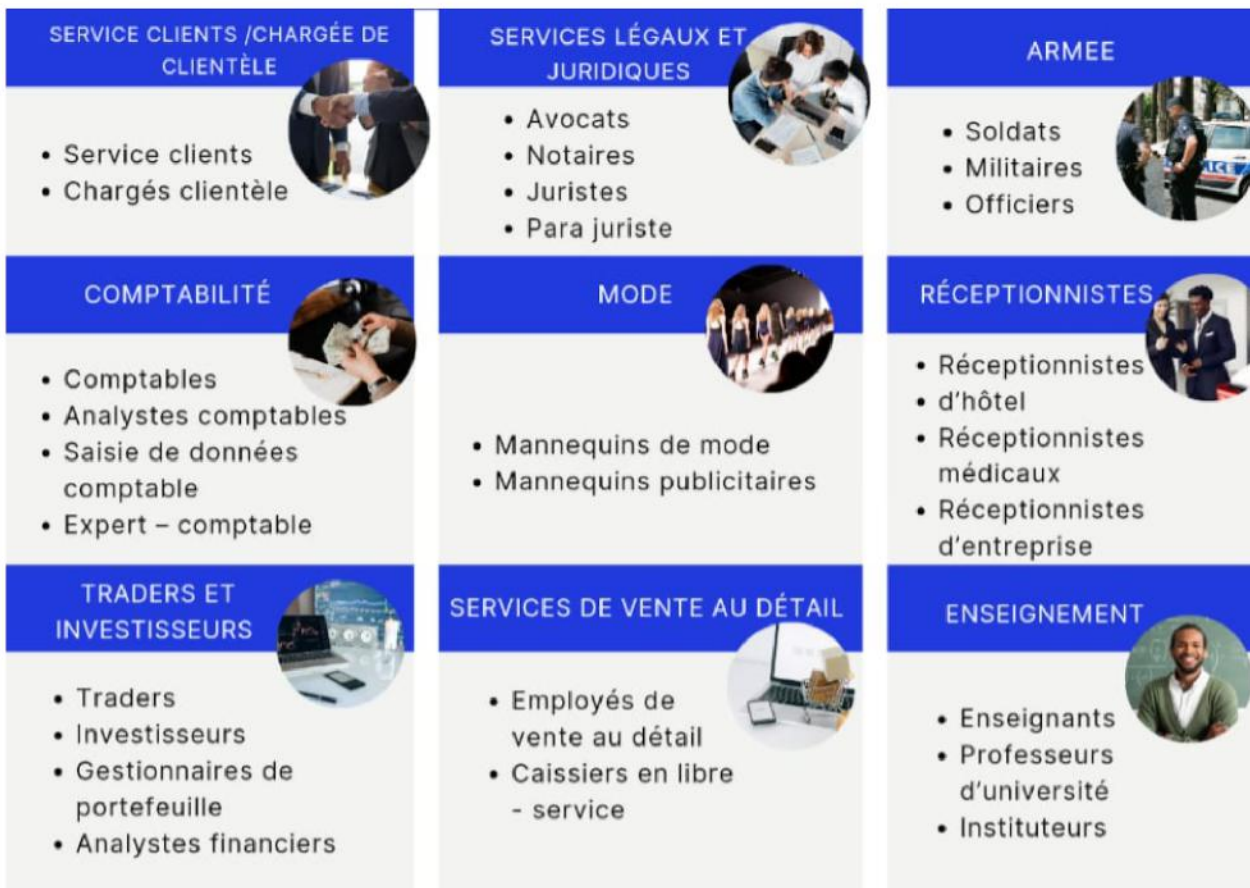 SERVICE CLIENTS /CHARGÉE DE
CLIENTÈLE
• Service clients
• Chargés clientèle
SERVICES LÉGAUX ET
JURIDIQUES
• Avocats
• Notaires
• Juristes
• Para juriste
ARMEE
• Soldats
• Militaires
• Officiers
COMPTABILITÉ
• Comptables
• Analystes comptables
• Saisie de données
comptable
• Expert – comptable
MODE
• Mannequins de mode
• Mannequins publicitaires
RÉCEPTIONNISTES
• Réceptionnistes
• d'hôtel
• Réceptionnistes
médicaux
• Réceptionnistes
d'entreprise
TRADERS ET
INVESTISSEURS
• Traders
• Investisseurs
• Gestionnaires de
portefeuille
• Analystes financiers
SERVICES DE VENTE AU DÉTAIL
• Employés de
vente au détail
• Caissiers en libre
- service
ENSEIGNEMENT
• Enseignants
• Professeurs
d'université
• Instituteurs